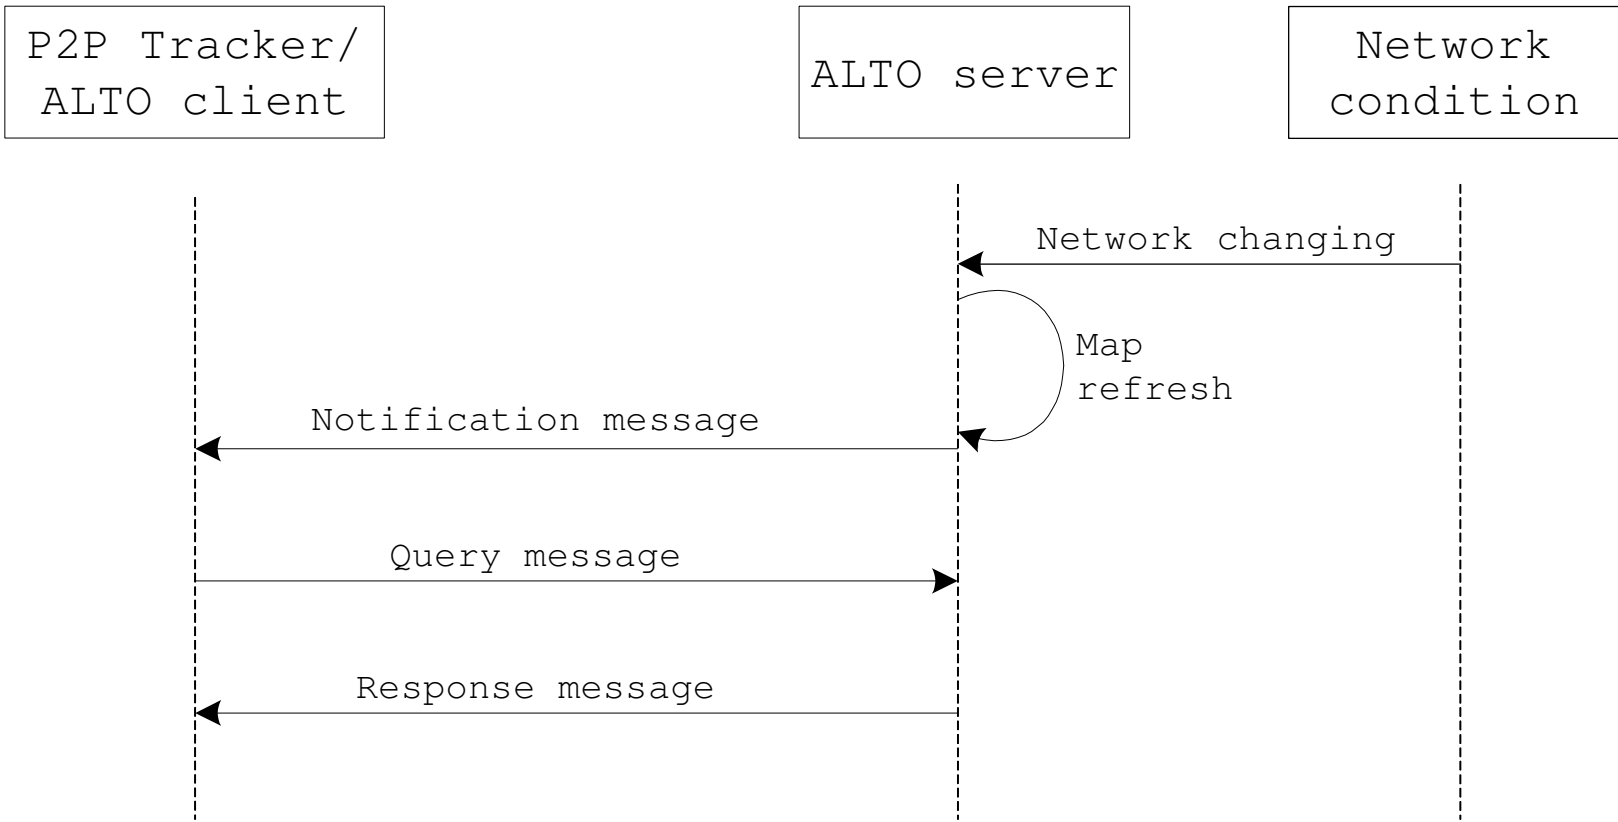 P2P Tracker/
ALTO client
ALTO server
Network
condition
Network changing
Map
refresh
Notification message
Query message
Response message